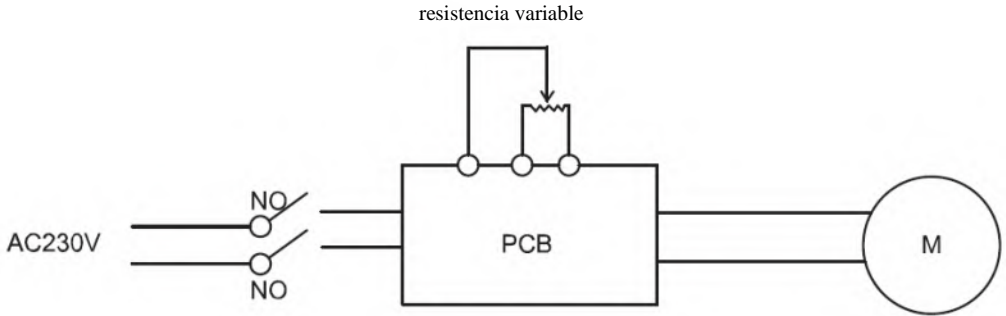 resistencia variable
NO
AC230V
PCB
M
NO